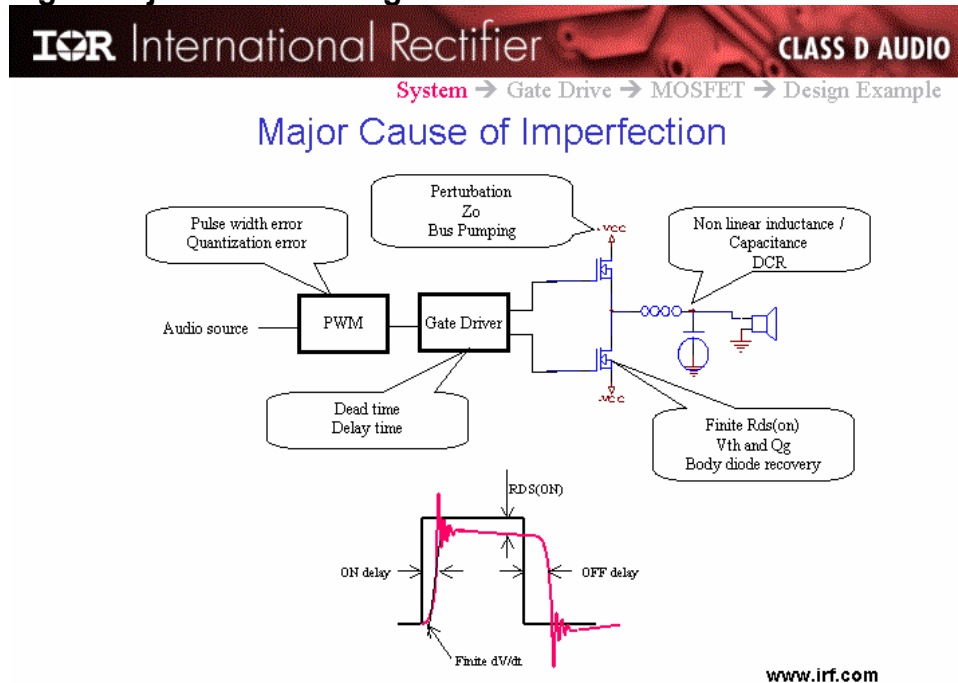 IOR International Rectifier
CLASS D AUDIO
System → Gate Drive → MOSFET → Design Example
Major Cause of Imperfection
Perturbation
Zo
Bus Pumping
Pulse width error
Quantization error
+VCC
Non linear inductance /
Capacitance
DCR
Audio source
PWM
Gate Driver
Dead time
Delay time
-VCC
Finite Rds(on)
Vth and Qg
Body diode recovery
RDS(ON)
ON delay
OFF delay
Finite dV/dt
www.irf.com